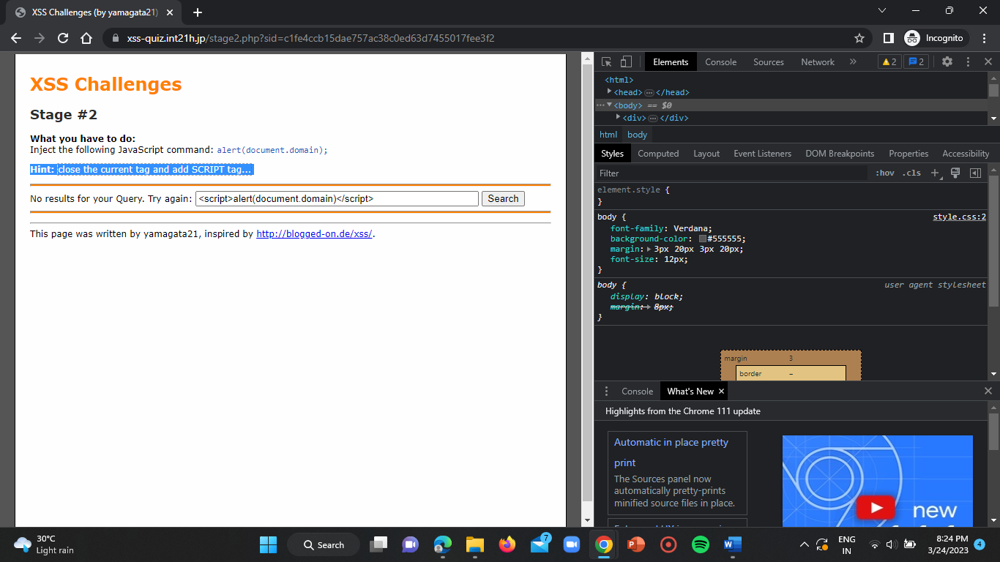 XSS Challenges (by yamagata21)
xss-quiz.int21h.jp/stage2.php?sid=c1fe4ccb15dae757ac38c0ed63d7455017fee3f2
Incognito
XSS Challenges
Stage #2
What you have to do:
Inject the following JavaScript command: alert(document.domain);
Hint: close the current tag and add SCRIPT tag...
No results for your Query. Try again: <script>alert(document.domain)</script> Search
This page was written by yamagata21, inspired by http://blogged-on.de/xss/.
Elements Console Sources Network » 2 2
<html>
<head> ... </head>
... <body> == $0
<div> ... </div>
html body
Styles Computed Layout Event Listeners DOM Breakpoints Properties Accessibility
Filter :hov .cls +
element.style {
}
body { style.css:2
font-family: Verdana;
background-color: #555555;
margin: 3px 20px 3px 20px;
font-size: 12px;
}
body { user agent stylesheet
display: block;
margin: 8px;
}
margin 3
border –
Console What's New
Highlights from the Chrome 111 update
Automatic in place pretty
print
The Sources panel now
automatically pretty-prints
minified source files in place.
new
30°C
Light rain
Search
7
ENG
IN
8:24 PM
3/24/2023
4